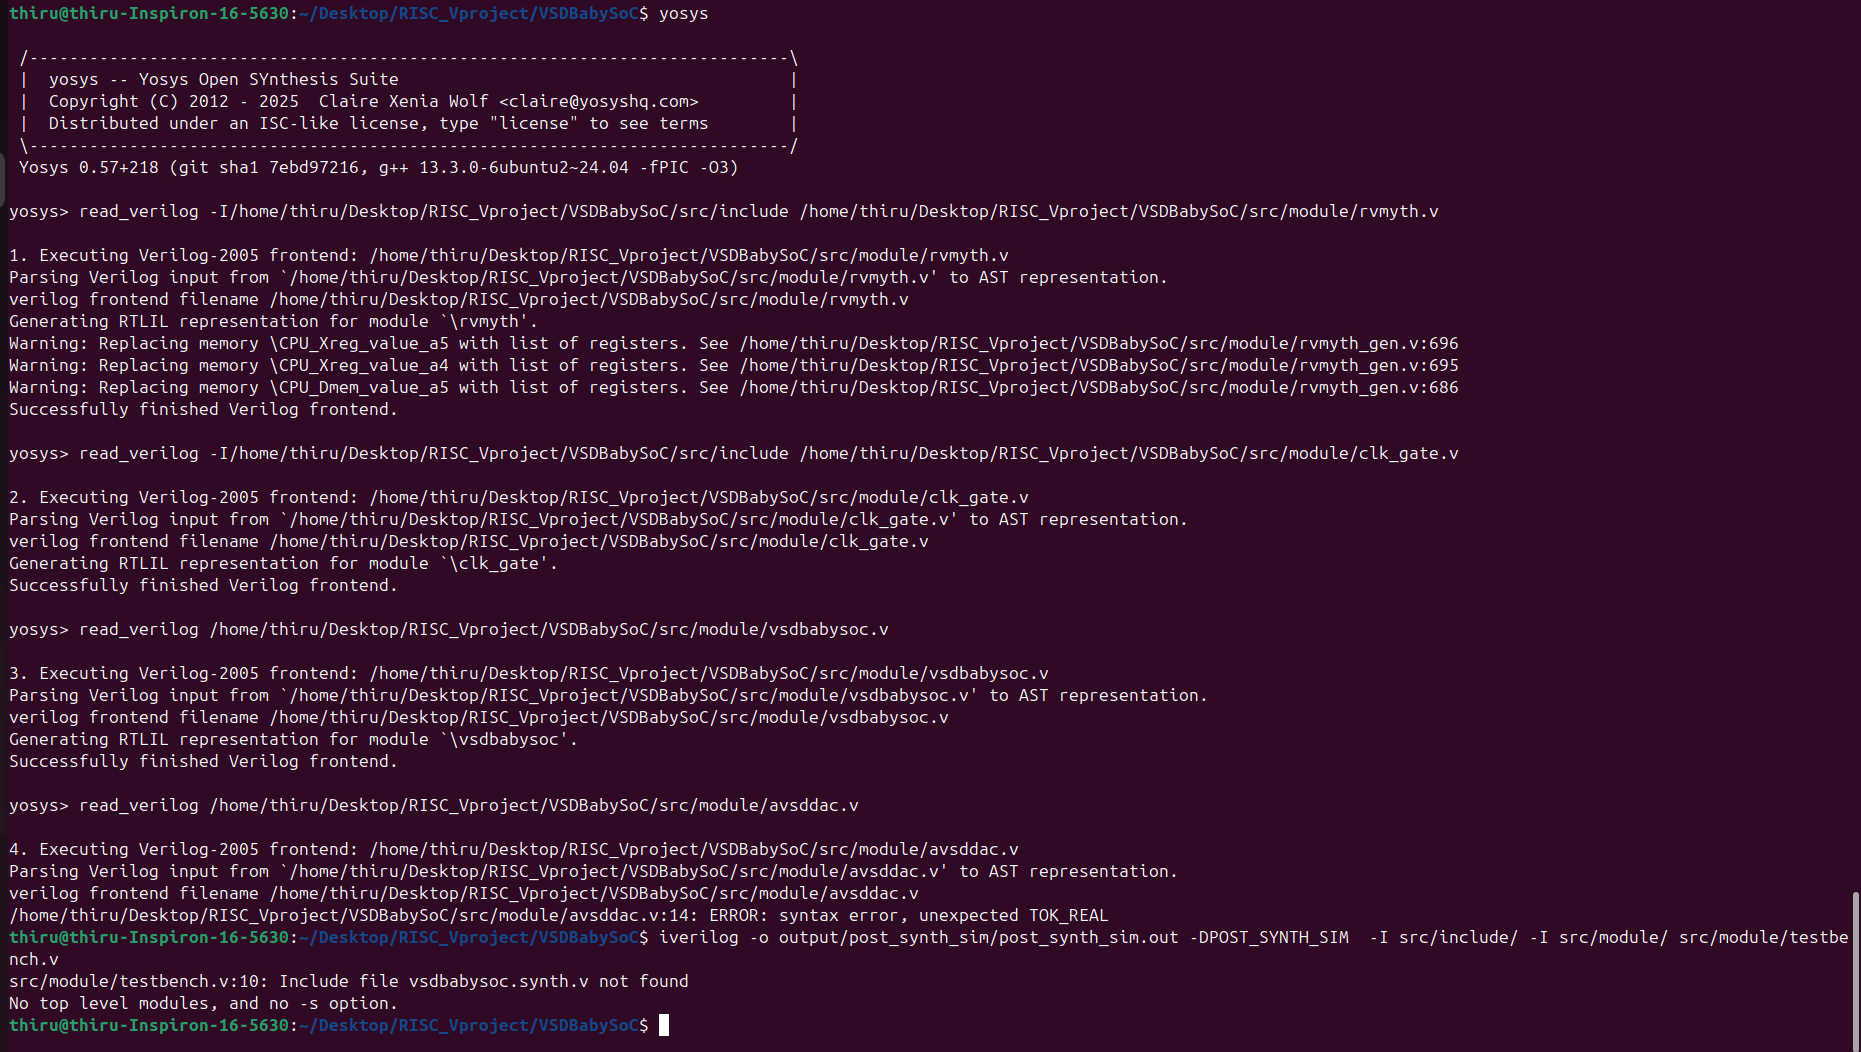 thiru@thiru-Inspiron-16-5630:~/Desktop/RISC_Vproject/VSDBabySoC$ yosys
/----------------------------------------------------------------------------\
|  yosys -- Yosys Open SYnthesis Suite                                       |
|  Copyright (C) 2012 - 2025  Claire Xenia Wolf <claire@yosyshq.com>         |
|  Distributed under an ISC-like license, type "license" to see terms        |
\----------------------------------------------------------------------------/
Yosys 0.57+218 (git sha1 7ebd97216, g++ 13.3.0-6ubuntu2~24.04 -fPIC -O3)
yosys> read_verilog -I/home/thiru/Desktop/RISC_Vproject/VSDBabySoC/src/include /home/thiru/Desktop/RISC_Vproject/VSDBabySoC/src/module/rvmyth.v
1. Executing Verilog-2005 frontend: /home/thiru/Desktop/RISC_Vproject/VSDBabySoC/src/module/rvmyth.v
Parsing Verilog input from `/home/thiru/Desktop/RISC_Vproject/VSDBabySoC/src/module/rvmyth.v' to AST representation.
verilog frontend filename /home/thiru/Desktop/RISC_Vproject/VSDBabySoC/src/module/rvmyth.v
Generating RTLIL representation for module `\rvmyth'.
Warning: Replacing memory \CPU_Xreg_value_a5 with list of registers. See /home/thiru/Desktop/RISC_Vproject/VSDBabySoC/src/module/rvmyth_gen.v:696
Warning: Replacing memory \CPU_Xreg_value_a4 with list of registers. See /home/thiru/Desktop/RISC_Vproject/VSDBabySoC/src/module/rvmyth_gen.v:695
Warning: Replacing memory \CPU_Dmem_value_a5 with list of registers. See /home/thiru/Desktop/RISC_Vproject/VSDBabySoC/src/module/rvmyth_gen.v:686
Successfully finished Verilog frontend.
yosys> read_verilog -I/home/thiru/Desktop/RISC_Vproject/VSDBabySoC/src/include /home/thiru/Desktop/RISC_Vproject/VSDBabySoC/src/module/clk_gate.v
2. Executing Verilog-2005 frontend: /home/thiru/Desktop/RISC_Vproject/VSDBabySoC/src/module/clk_gate.v
Parsing Verilog input from `/home/thiru/Desktop/RISC_Vproject/VSDBabySoC/src/module/clk_gate.v' to AST representation.
verilog frontend filename /home/thiru/Desktop/RISC_Vproject/VSDBabySoC/src/module/clk_gate.v
Generating RTLIL representation for module `\clk_gate'.
Successfully finished Verilog frontend.
yosys> read_verilog /home/thiru/Desktop/RISC_Vproject/VSDBabySoC/src/module/vsdbabysoc.v
3. Executing Verilog-2005 frontend: /home/thiru/Desktop/RISC_Vproject/VSDBabySoC/src/module/vsdbabysoc.v
Parsing Verilog input from `/home/thiru/Desktop/RISC_Vproject/VSDBabySoC/src/module/vsdbabysoc.v' to AST representation.
verilog frontend filename /home/thiru/Desktop/RISC_Vproject/VSDBabySoC/src/module/vsdbabysoc.v
Generating RTLIL representation for module `\vsdbabysoc'.
Successfully finished Verilog frontend.
yosys> read_verilog /home/thiru/Desktop/RISC_Vproject/VSDBabySoC/src/module/avsddac.v
4. Executing Verilog-2005 frontend: /home/thiru/Desktop/RISC_Vproject/VSDBabySoC/src/module/avsddac.v
Parsing Verilog input from `/home/thiru/Desktop/RISC_Vproject/VSDBabySoC/src/module/avsddac.v' to AST representation.
verilog frontend filename /home/thiru/Desktop/RISC_Vproject/VSDBabySoC/src/module/avsddac.v
/home/thiru/Desktop/RISC_Vproject/VSDBabySoC/src/module/avsddac.v:14: ERROR: syntax error, unexpected TOK_REAL
thiru@thiru-Inspiron-16-5630:~/Desktop/RISC_Vproject/VSDBabySoC$ iverilog -o output/post_synth_sim/post_synth_sim.out -DPOST_SYNTH_SIM  -I src/include/ -I src/module/ src/module/testbe
nch.v
src/module/testbench.v:10: Include file vsdbabysoc.synth.v not found
No top level modules, and no -s option.
thiru@thiru-Inspiron-16-5630:~/Desktop/RISC_Vproject/VSDBabySoC$